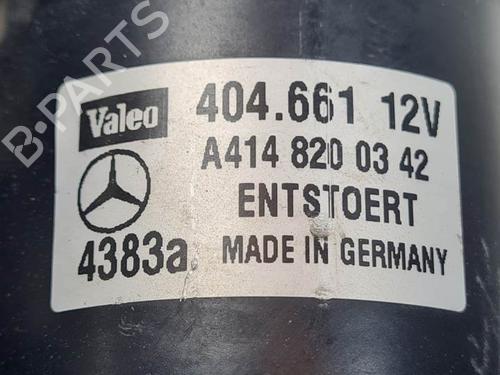 Valeo 404.661 12V
A414 820 03 42
ENTSTOERT
4383a MADE IN GERMANY
B-PARTS